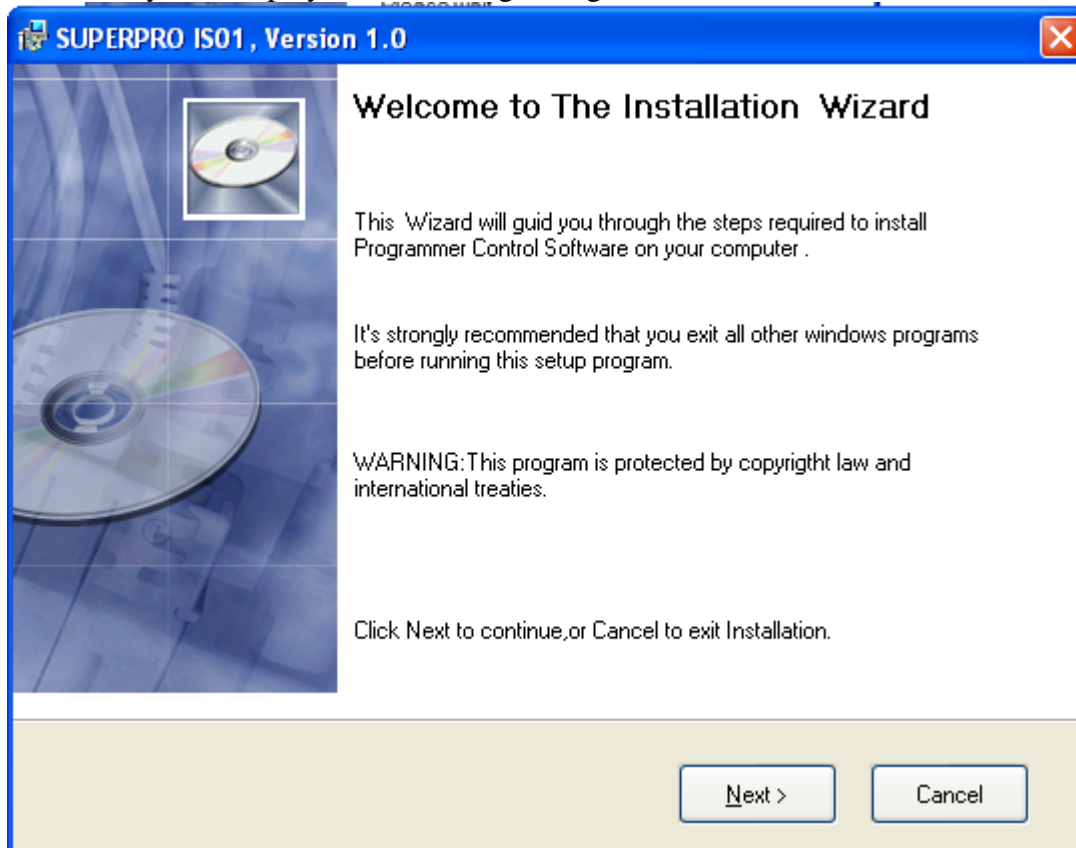 SUPERPRO IS01, Version 1.0
Welcome to The Installation Wizard
This Wizard will guid you through the steps required to install
Programmer Control Software on your computer .
It's strongly recommended that you exit all other windows programs
before running this setup program.
WARNING:This program is protected by copyrigtht law and
international treaties.
Click Next to continue,or Cancel to exit Installation.
Next >
Cancel